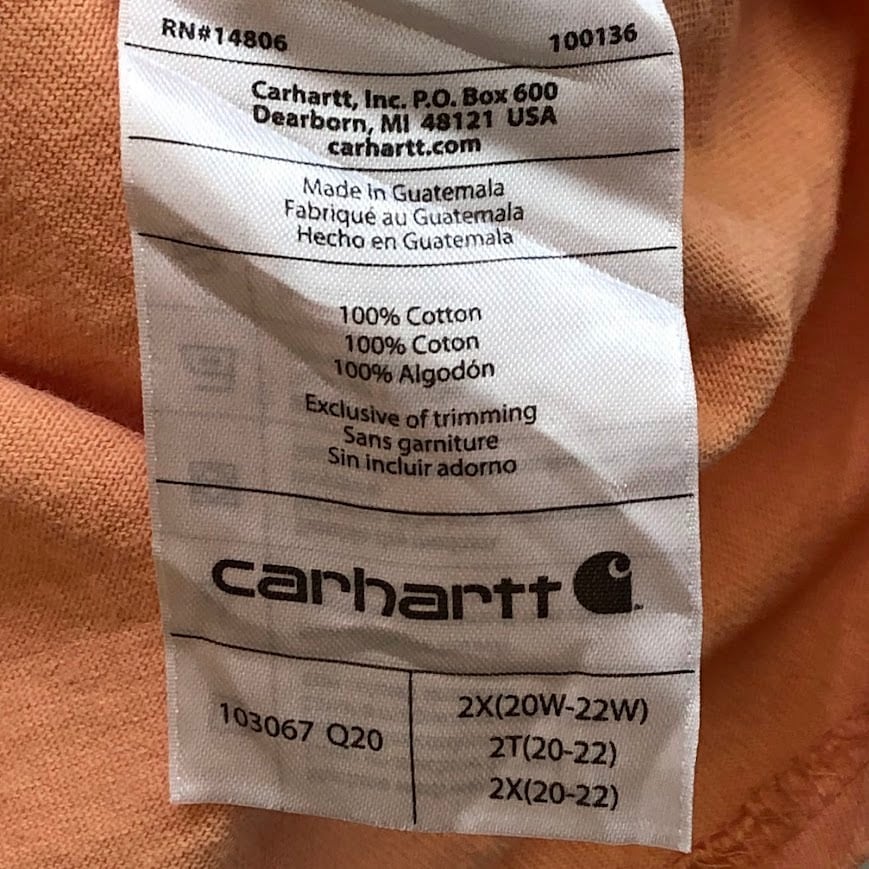 RN#14806 100136
Carhartt, Inc. P.O. Box 600
Dearborn, MI 48121 USA
carhartt.com
Made in Guatemala
Fabriqué au Guatemala
Hecho en Guatemala
100% Cotton
100% Coton
100% Algodón
Exclusive of trimming
Sans garniture
Sin incluir adorno
carhartt
103067 Q20
2X(20W-22W)
2T(20-22)
2X(20-22)